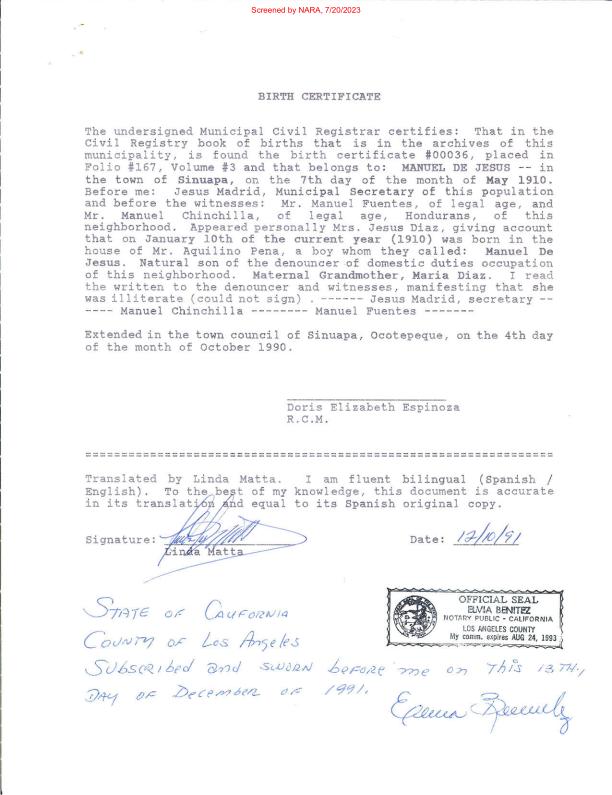 Screened by NARA, 7/20/2023
BIRTH CERTIFICATE
The undersigned Municipal Civil Registrar certifies: That in the
Civil Registry book of births that is in the archives of this
municipality, is found the birth certificate #00036, placed in
Folio #167, Volume #3 and that belongs to: MANUEL DE JESUS -- in
the town of Sinuapa, on the 7th day of the month of May 1910.
Before me: Jesus Madrid, Municipal Secretary of this population
and before the witnesses: Mr. Manuel Fuentes, of legal age, and
Mr. Manuel Chinchilla, of legal age, Hondurans, of this
neighborhood. Appeared personally Mrs. Jesus Diaz, giving account
that on January 10th of the current year (1910) was born in the
house of Mr. Aquilino Pena, a boy whom they called: Manuel De
Jesus. Natural son of the denouncer of domestic duties occupation
of this neighborhood. Maternal Grandmother, Maria Diaz. I read
the written to the denouncer and witnesses, manifesting that she
was illiterate (could not sign) . ------ Jesus Madrid, secretary --
---- Manuel Chinchilla -------- Manuel Fuentes -------
Extended in the town council of Sinuapa, Ocotepeque, on the 4th day
of the month of October 1990.
Doris Elizabeth Espinoza
R.C.M.
Translated by Linda Matta. I am fluent bilingual (Spanish /
English). To the best of my knowledge, this document is accurate
in its translation and equal to its Spanish original copy.
Signature: Date: 12/10/91
Linda Matta
OFFICIAL SEAL
ELVIA BENITEZ
NOTARY PUBLIC - CALIFORNIA
LOS ANGELES COUNTY
My comm. expires AUG 24, 1993
STATE OF CALIFORNIA
COUNTY OF LOS ANGELES
SUBSCRIBED and SWORN before me on This 13TH,
DAY OF December OF 1991.